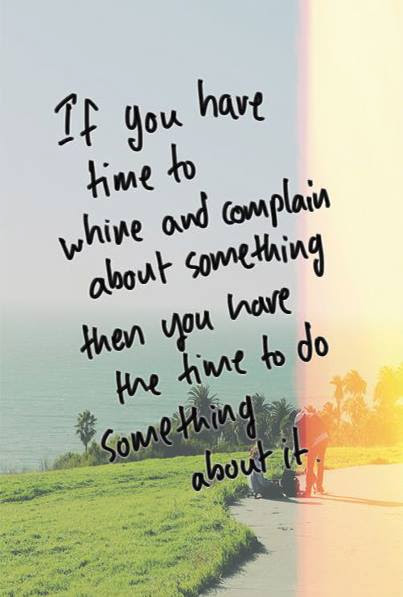 If you have
time to
whine and complain
about something
then you have
the time to do
something
about it.